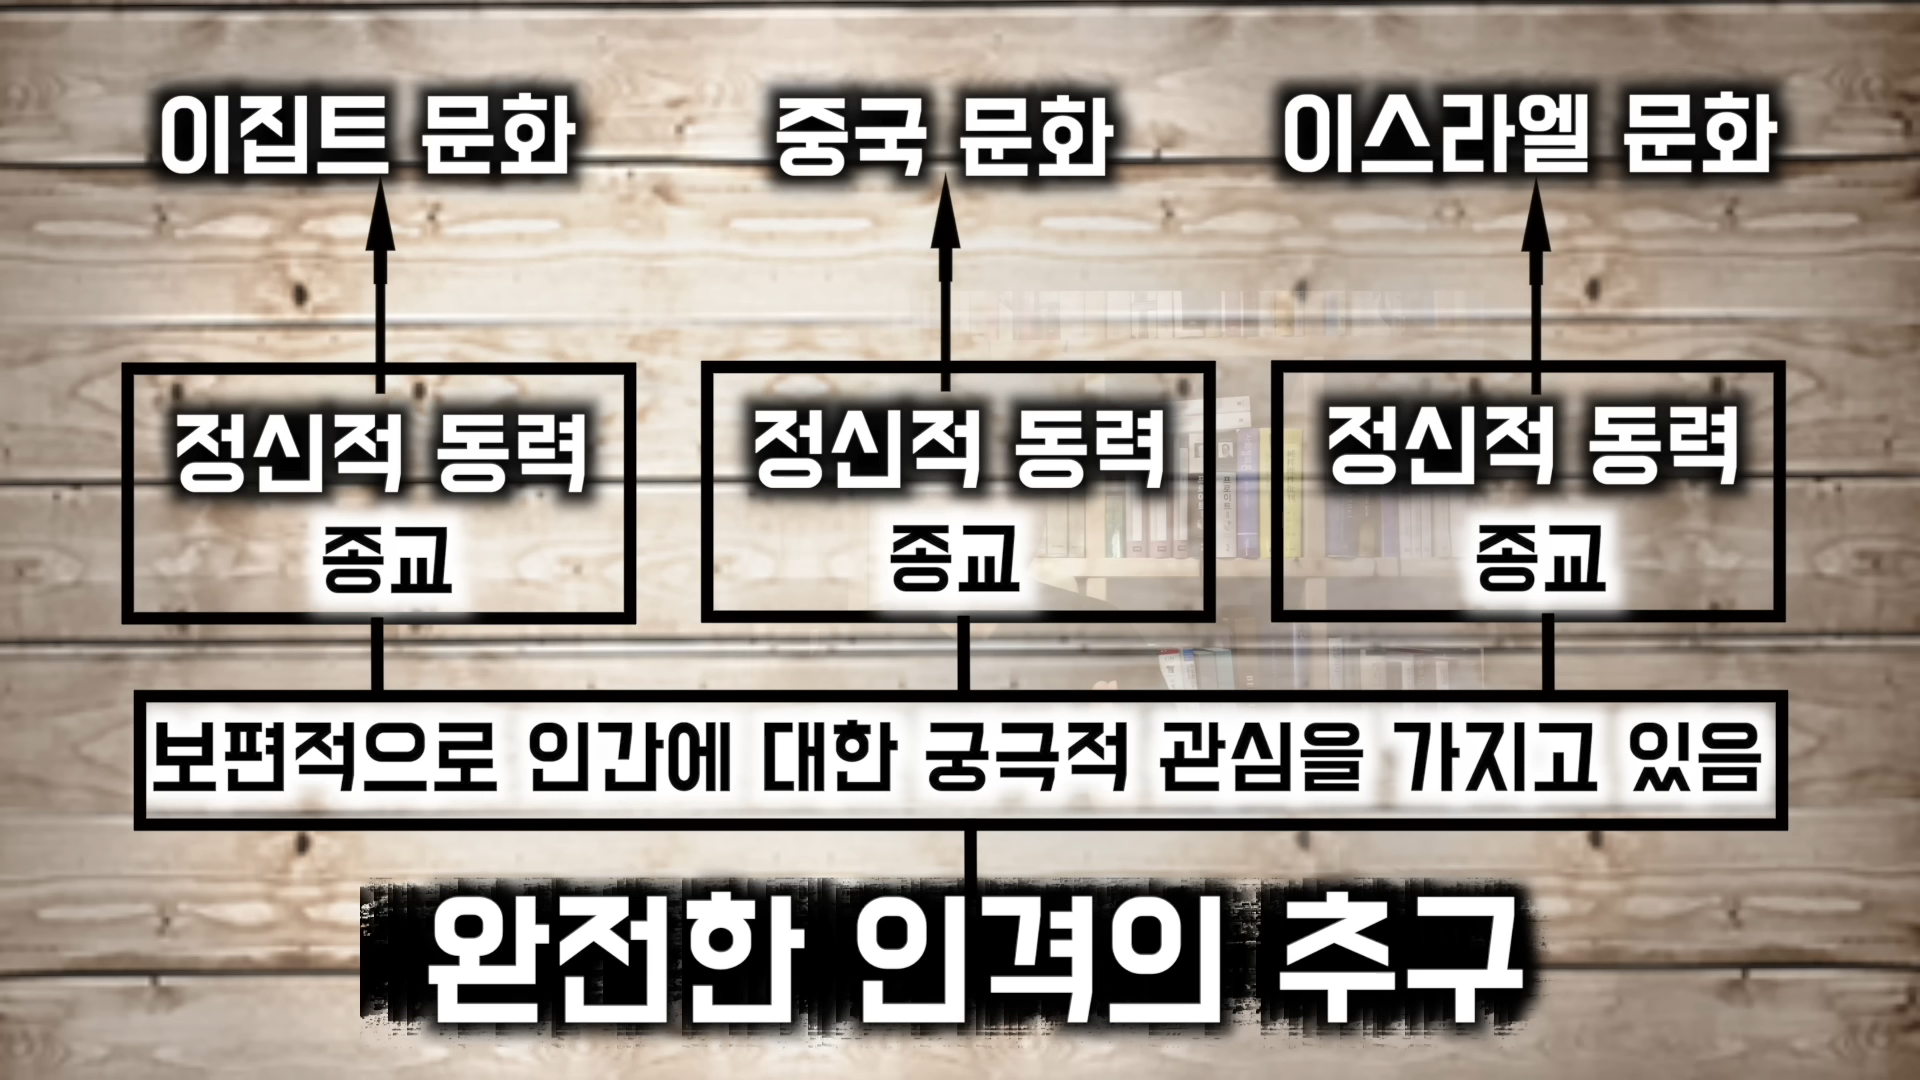 이집트 문화
중국 문화
이스라엘 문화
정신적 동력
종교
정신적 동력
종교
정신적 동력
종교
보편적으로 인간에 대한 궁극적 관심을 가지고 있음
완전한 인격의 추구